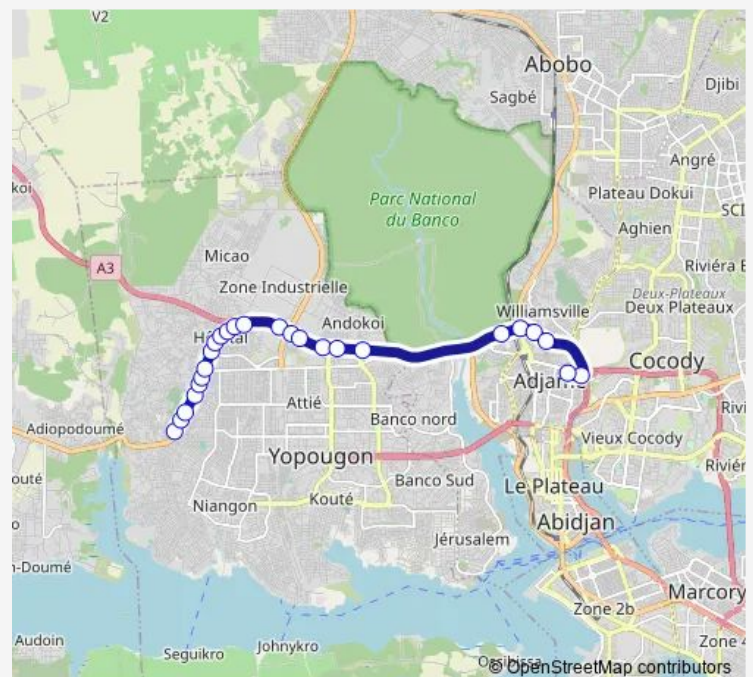 V2
Abobo
Sagbé
Djibi
Angré
koi
Parc National
du Banco
Plateau Dokui
SCI
Aghien
Micao
A3
Zone Industrielle
Riviéra B
Deux-Plateaux
Deux Plateaux
Williamsville
Andokoi
Cocody
Attié
Adiopodoumé
Banco nord
Rivi
Vieux Cocody
Yopougon
Riviér
outé
Banco Sud
Le Plateau
Niangon
Kouté
Abidjan
Jérusalem
n-Doumé
Marcory
Zone 2b
Audoin
Johnykro
Zone 4
Seguikro
© OpenStreetMap contributors